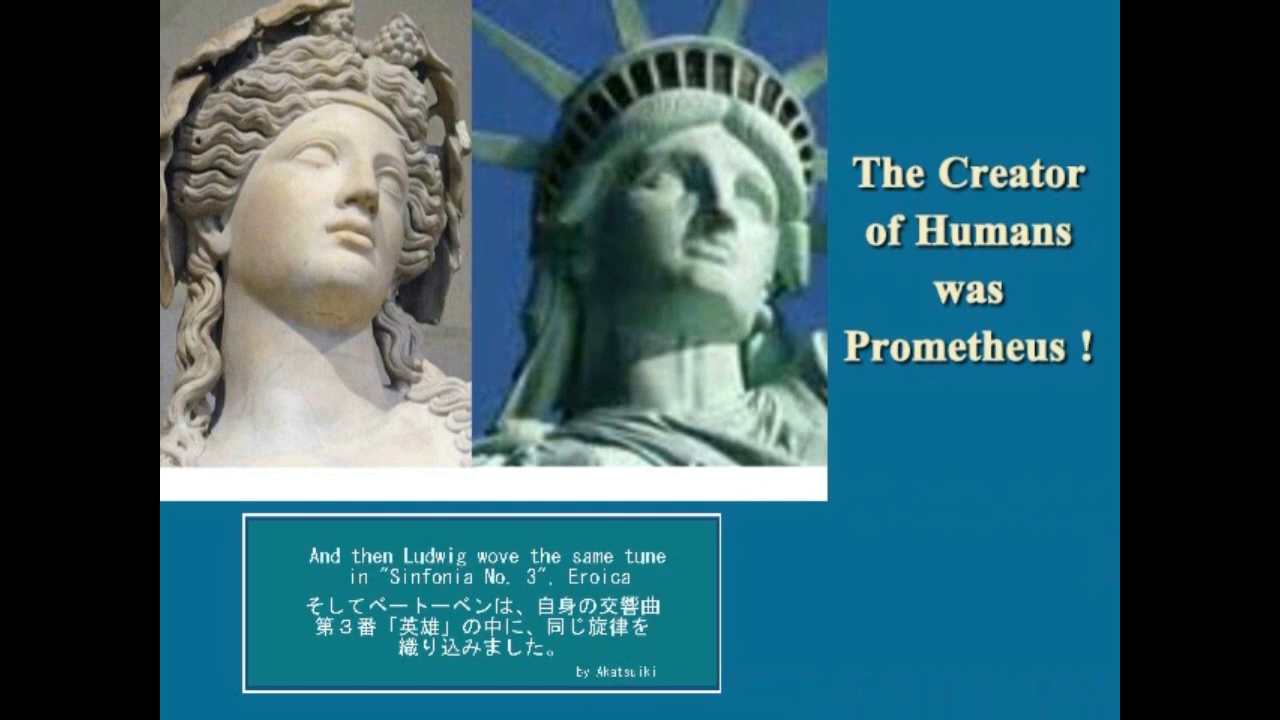 The Creator
of Humans
was
Prometheus !
And then Ludwig wove the same tune
in "Sinfonia No. 3", Eroica
そしてベートーベンは、自身の交響曲
第３番「英雄」の中に、同じ旋律を
織り込みました。
by Akatsuiki